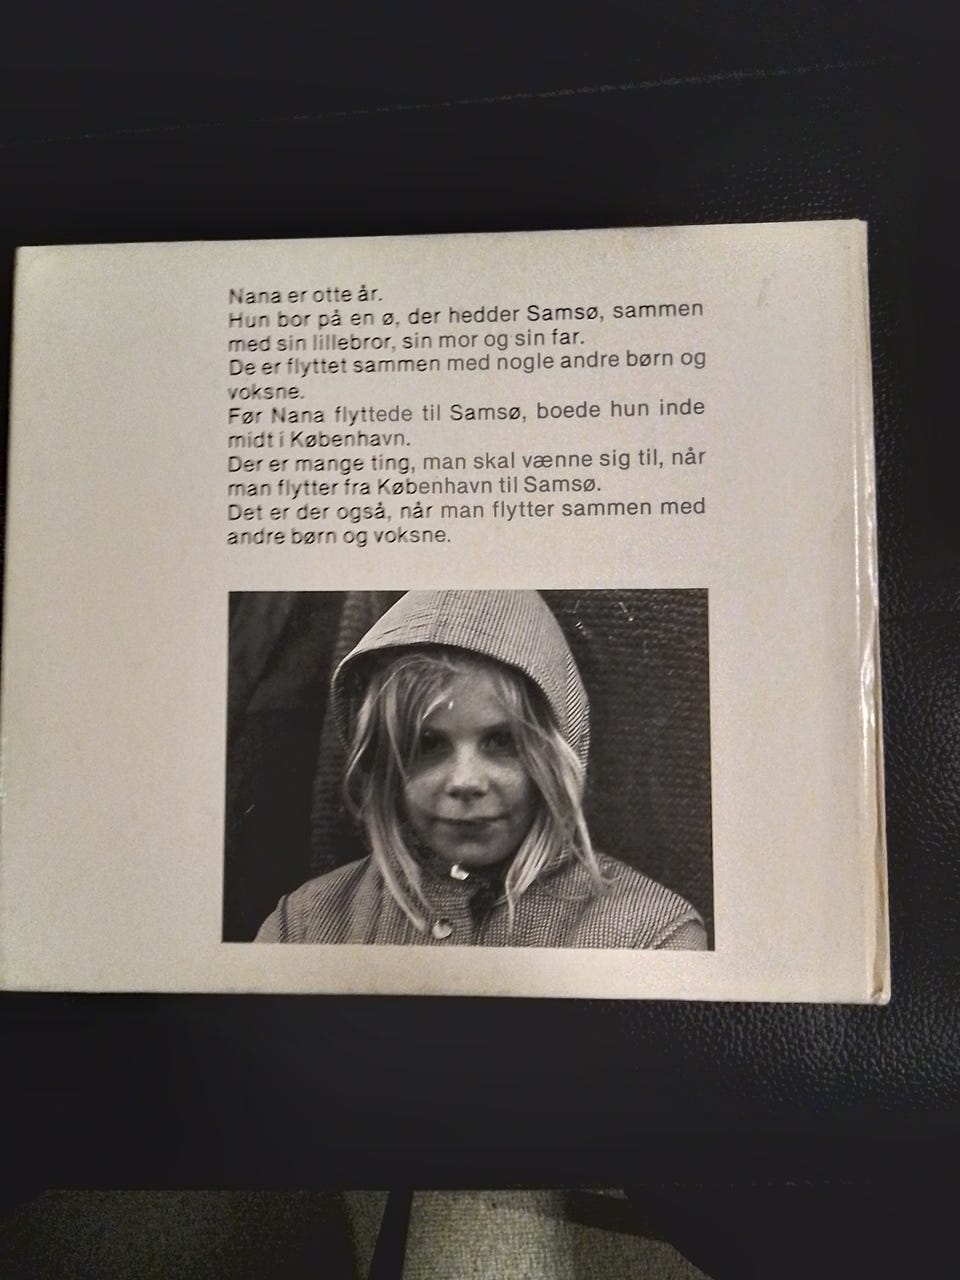 Nana er otte år.
Hun bor på en ø, der hedder Samsø, sammen
med sin lillebror, sin mor og sin far.
De er flyttet sammen med nogle andre børn og
voksne.
Før Nana flyttede til Samsø, boede hun inde
midt i København.
Der er mange ting, man skal vænne sig til, når
man flytter fra København til Samsø.
Det er der også, når man flytter sammen med
andre børn og voksne.